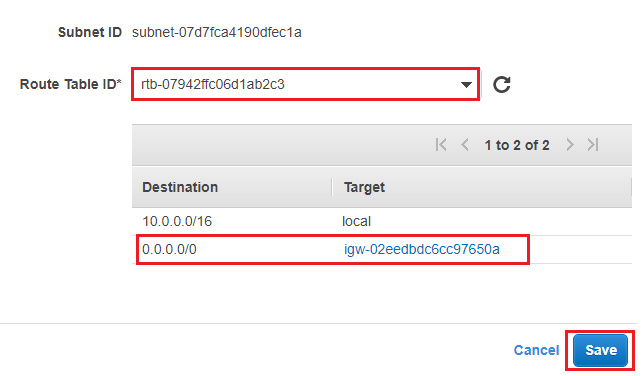 Subnet ID subnet-07d7fca4190dfec1a
Route Table ID* rtb-07942ffc06d1ab2c3
1 to 2 of 2
Destination Target
10.0.0.0/16 local
0.0.0.0/0 igw-02eedbdc6cc97650a
Cancel Save